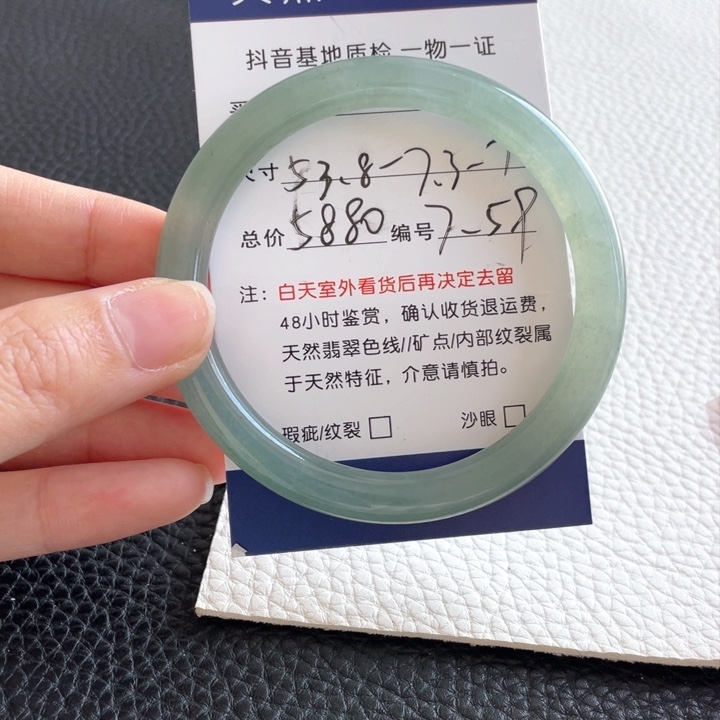 天然
抖音基地质检 一物一证
尺寸 53.8-7.3-
总价 5880 编号 7-59
注：白天室外看货后再决定去留
48小时鉴赏，确认收货退运费，
天然翡翠色线//矿点/内部纹裂属
于天然特征，介意请慎拍。
瑕疵/纹裂□ 沙眼□